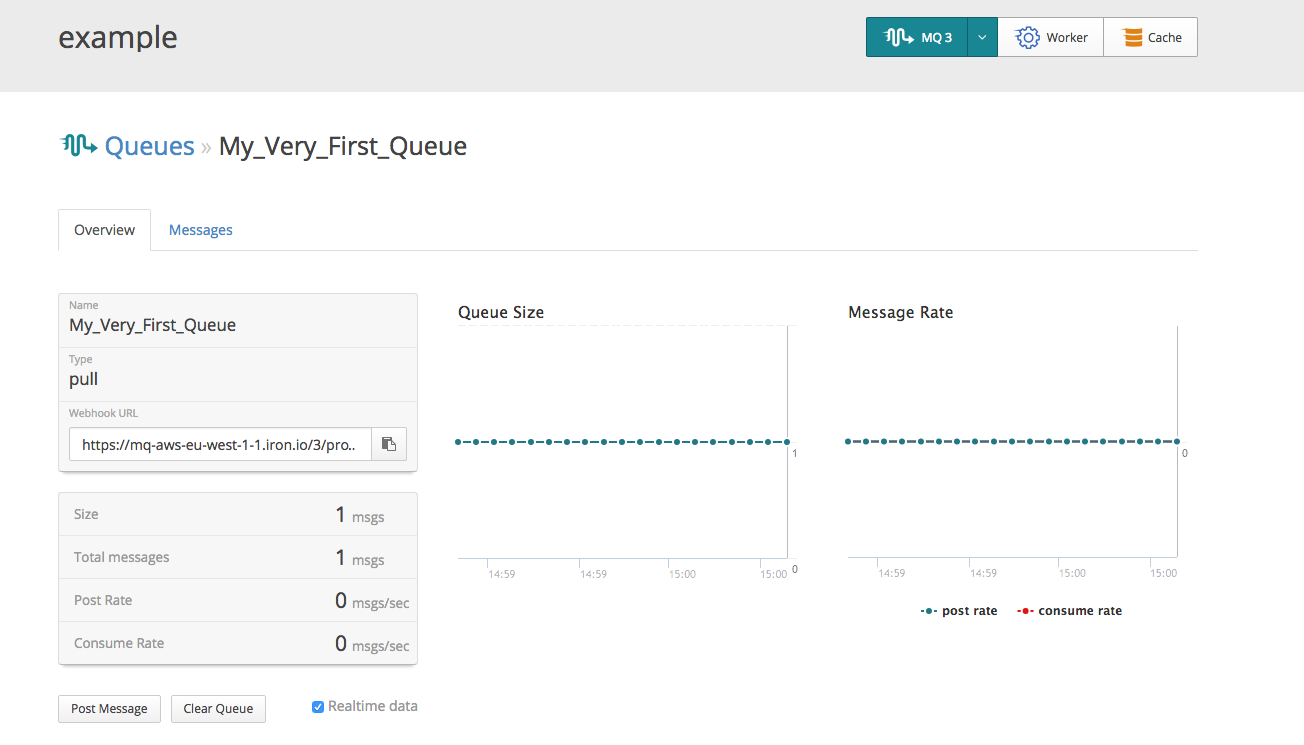 example
MQ 3
Worker
Cache
Queues » My_Very_First_Queue
Overview
Messages
Name
My_Very_First_Queue
Type
pull
Webhook URL
https://mq-aws-eu-west-1-1.iron.io/3/pro..
Size 1 msgs
Total messages 1 msgs
Post Rate 0 msgs/sec
Consume Rate 0 msgs/sec
Post Message
Clear Queue
Realtime data
Queue Size
1
0
14:59 14:59 15:00 15:00
Message Rate
0
14:59 14:59 15:00 15:00
post rate consume rate